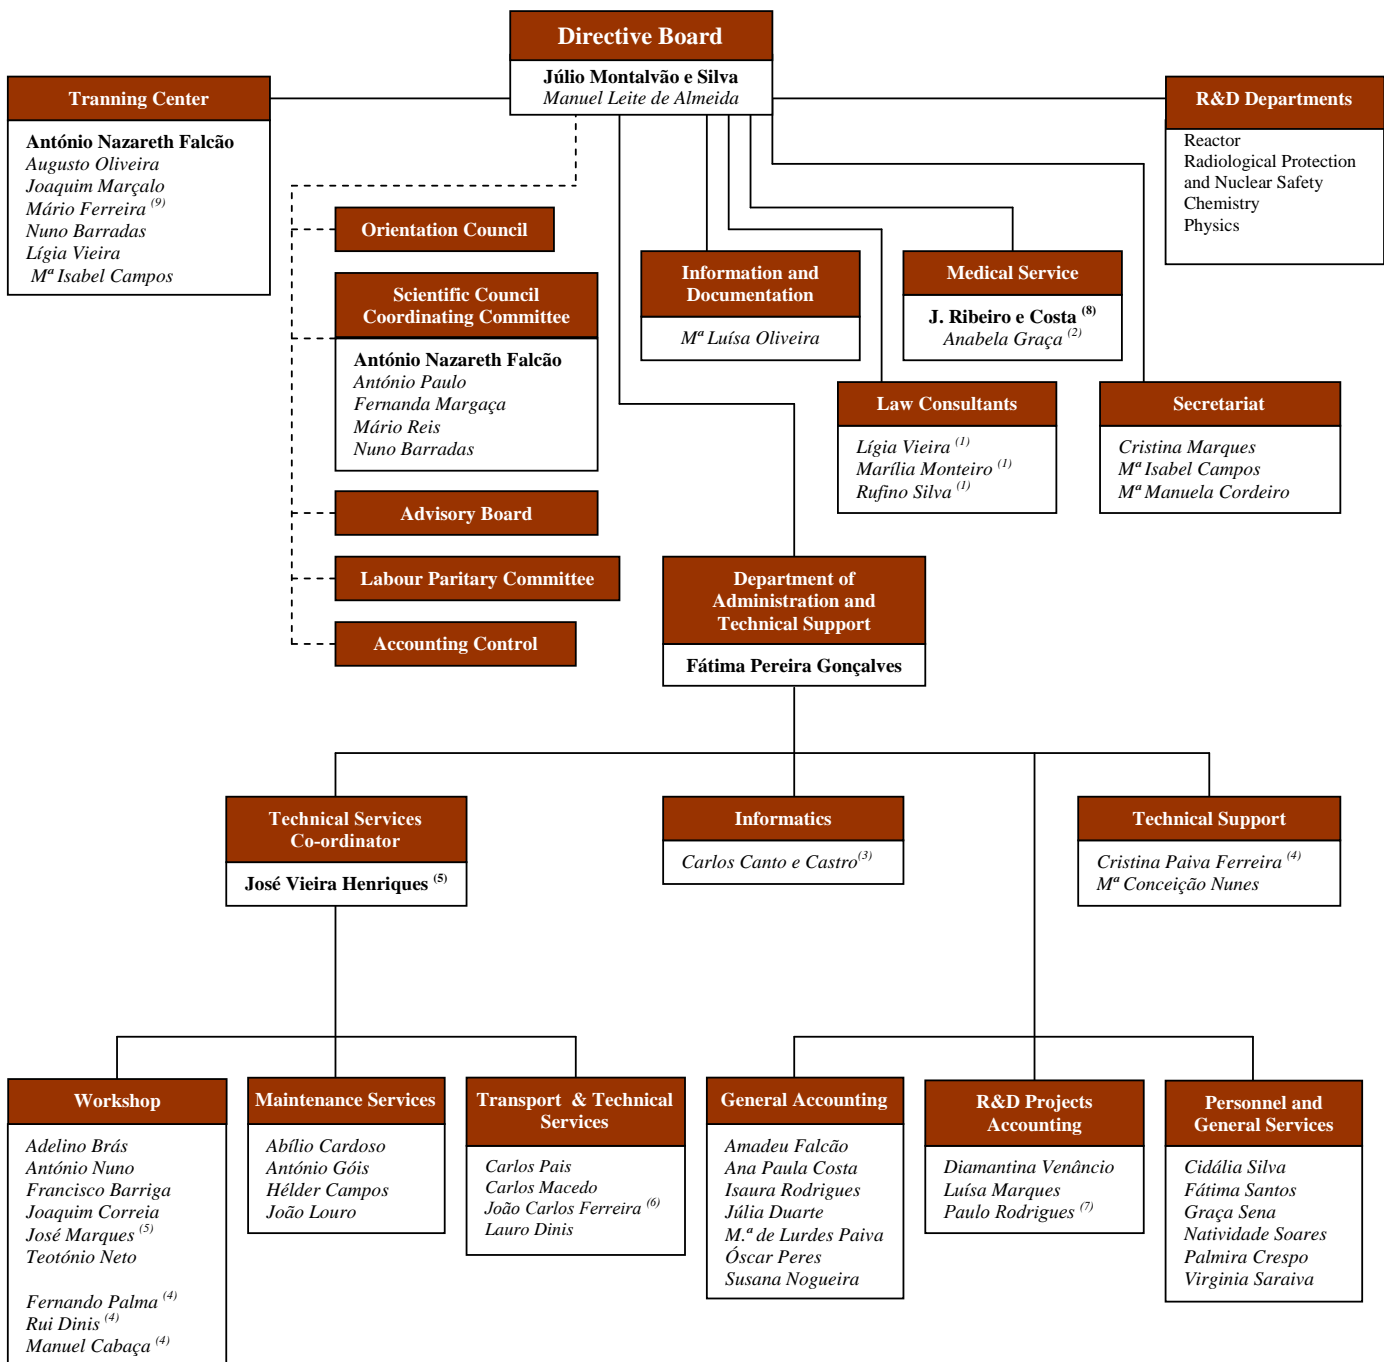 Directive Board
Júlio Montalvão e Silva
Manuel Leite de Almeida
Tranning Center
António Nazareth Falcão
Augusto Oliveira
Joaquim Marçalo
Mário Ferreira (9)
Nuno Barradas
Lígia Vieira
Mª Isabel Campos
R&D Departments
Reactor
Radiological Protection
and Nuclear Safety
Chemistry
Physics
Orientation Council
Scientific Council
Coordinating Committee
António Nazareth Falcão
António Paulo
Fernanda Margaça
Mário Reis
Nuno Barradas
Advisory Board
Labour Paritary Committee
Accounting Control
Information and
Documentation
Mª Luísa Oliveira
Medical Service
J. Ribeiro e Costa (8)
Anabela Graça (2)
Law Consultants
Lígia Vieira (1)
Marília Monteiro (1)
Rufino Silva (1)
Secretariat
Cristina Marques
Mª Isabel Campos
Mª Manuela Cordeiro
Department of
Administration and
Technical Support
Fátima Pereira Gonçalves
Technical Services
Co-ordinator
José Vieira Henriques (5)
Informatics
Carlos Canto e Castro(3)
Technical Support
Cristina Paiva Ferreira (4)
Mª Conceição Nunes
Workshop
Adelino Brás
António Nuno
Francisco Barriga
Joaquim Correia
José Marques (5)
Teotónio Neto
Fernando Palma (4)
Rui Dinis (4)
Manuel Cabaça (4)
Maintenance Services
Abílio Cardoso
António Góis
Hélder Campos
João Louro
Transport & Technical
Services
Carlos Pais
Carlos Macedo
João Carlos Ferreira (6)
Lauro Dinis
General Accounting
Amadeu Falcão
Ana Paula Costa
Isaura Rodrigues
Júlia Duarte
M.ª de Lurdes Paiva
Óscar Peres
Susana Nogueira
R&D Projects
Accounting
Diamantina Venâncio
Luísa Marques
Paulo Rodrigues (7)
Personnel and
General Services
Cidália Silva
Fátima Santos
Graça Sena
Natividade Soares
Palmira Crespo
Virginia Saraiva